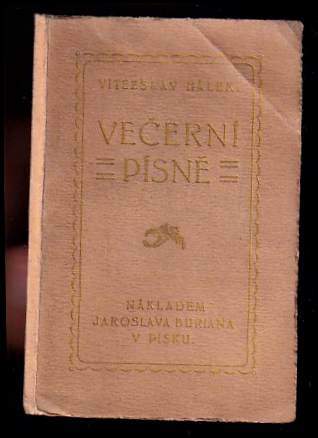 VÍTĚZSLAV HÁLEK.
VEČERNÍ
PÍSNĚ
NÁKLADEM
JAROSLAVA BURIANA
V PÍSKU.